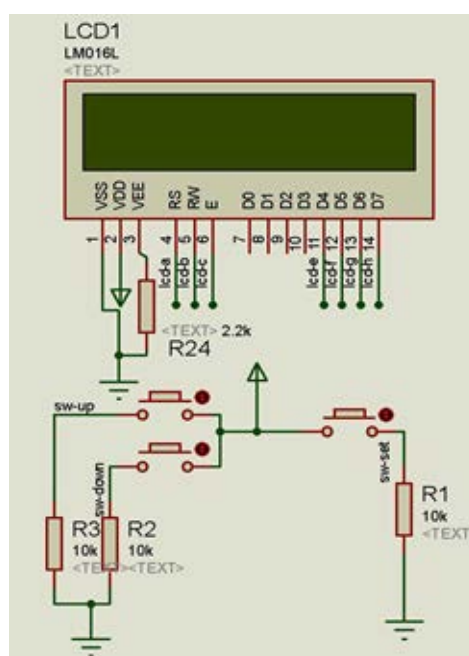 LCD1
LM016L
<TEXT>
VSS
VDD
VEE
RS
RW
E
D0
D1
D2
D3
D4
D5
D6
D7
1
2
3
4
5
6
7
8
9
10
11
12
13
14
lcd-a
lcd-b
lcd-c
lcd-e
lcd-f
lcd-g
lcd-h
<TEXT> 2.2k
R24
sw-up
sw-down
sw-set
R3
10k
<TEXT>
R2
10k
<TEXT>
R1
10k
<TEXT